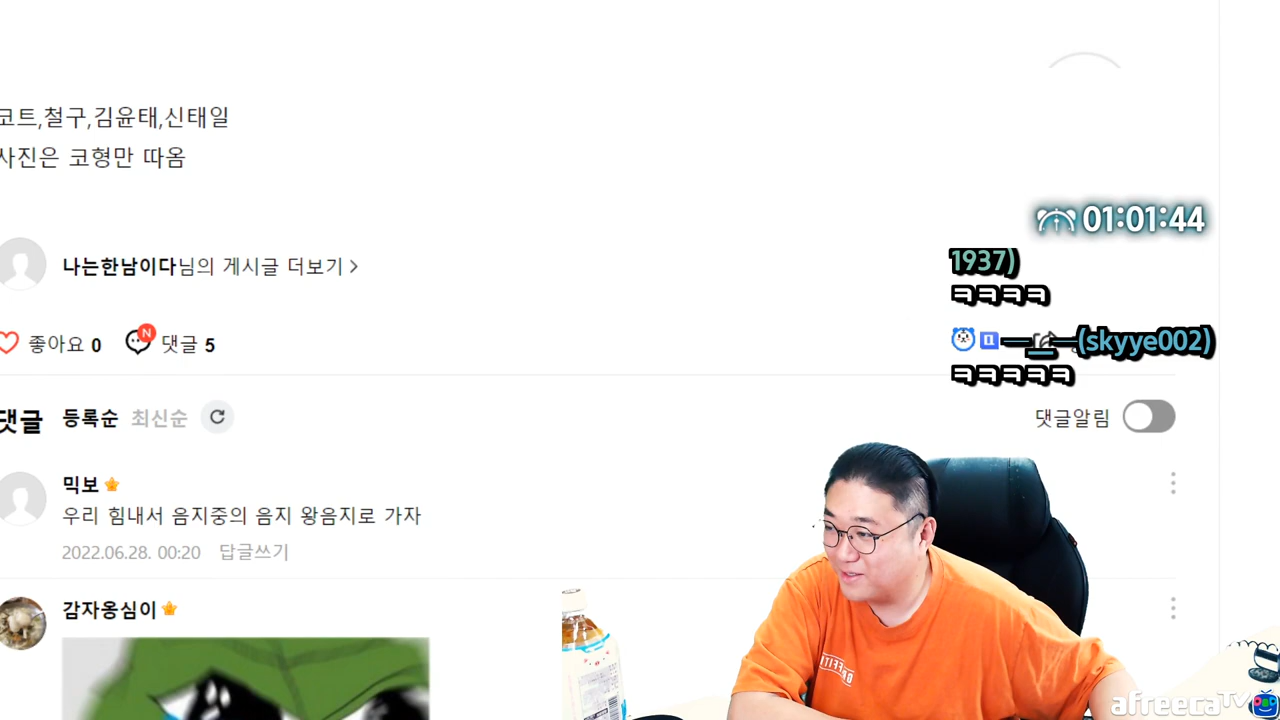 코트,철구,김윤태,신태일
사진은 코형만 따옴
01:01:44
1937)
ㅋㅋㅋㅋ
나는한남이다님의 게시글 더보기 >
좋아요 0 N 댓글 5
ㅡ_ㅡ(skyye002)
ㅋㅋㅋㅋㅋ
댓글 등록순 최신순
댓글알림
믹보
우리 힘내서 음지중의 음지 왕음지로 가자
2022.06.28. 00:20 답글쓰기
감자옹심이
afreecaTV